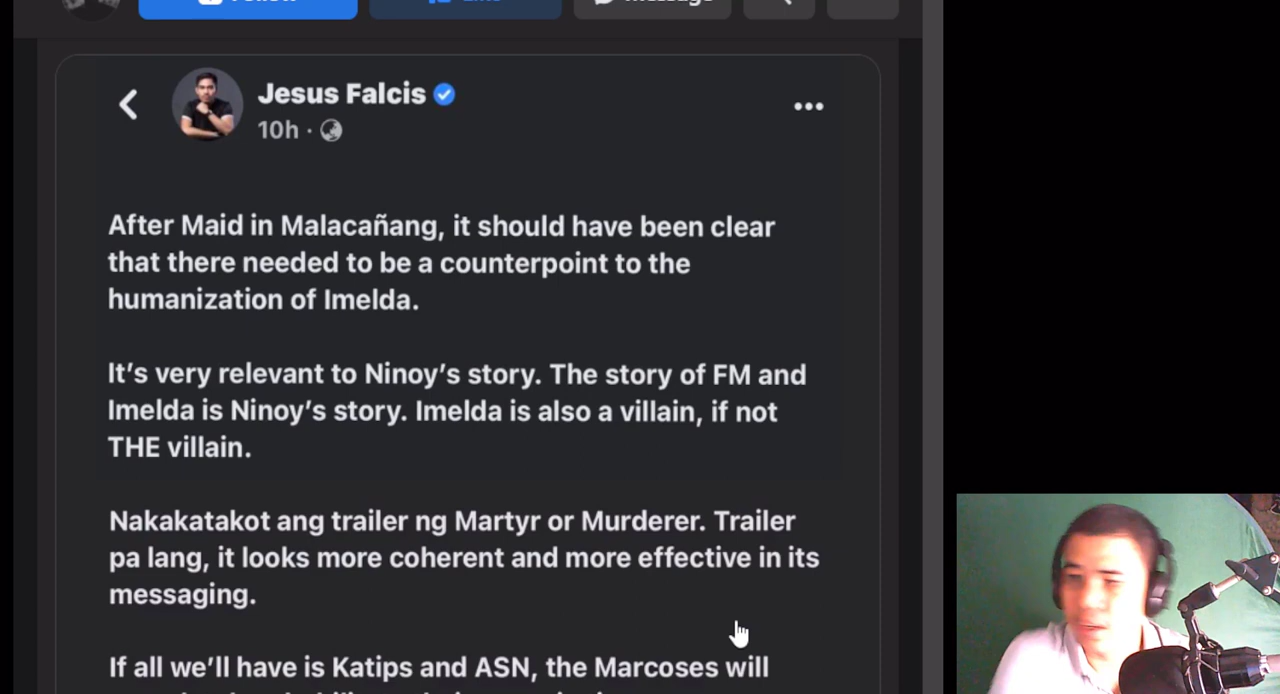 Jesus Falcis
10h ·
After Maid in Malacañang, it should have been clear
that there needed to be a counterpoint to the
humanization of Imelda.
It's very relevant to Ninoy's story. The story of FM and
Imelda is Ninoy's story. Imelda is also a villain, if not
THE villain.
Nakakatakot ang trailer ng Martyr or Murderer. Trailer
pa lang, it looks more coherent and more effective in its
messaging.
If all we'll have is Katips and ASN, the Marcoses will